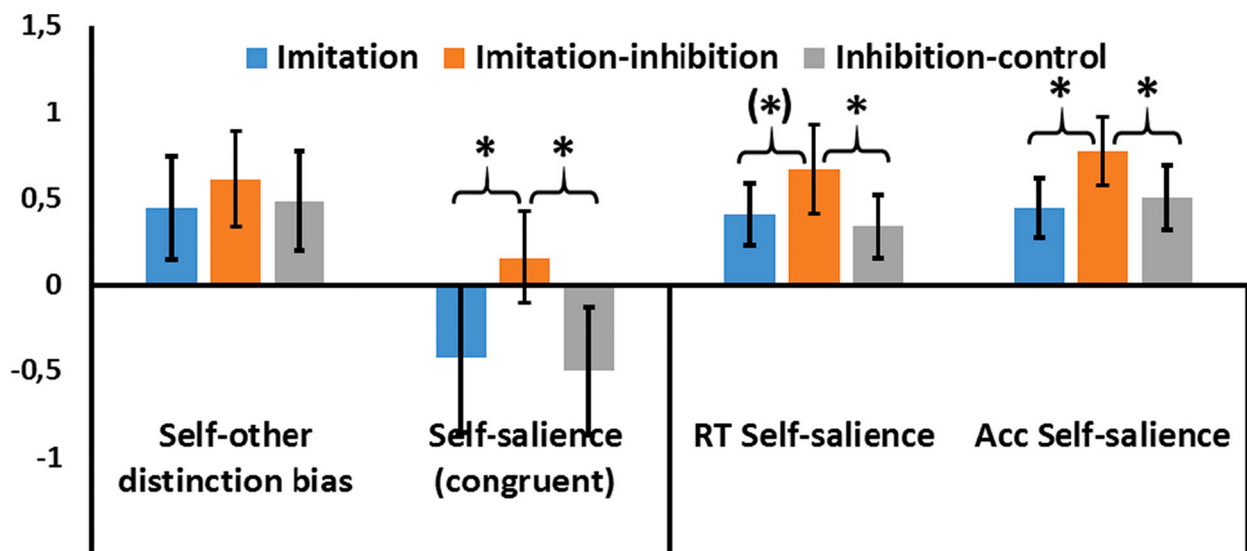 1,5
Imitation Imitation-inhibition Inhibition-control
1
(*) * * *
* *
0,5
0
-0,5
Self-other Self-salience RT Self-salience Acc Self-salience
-1
distinction bias (congruent)